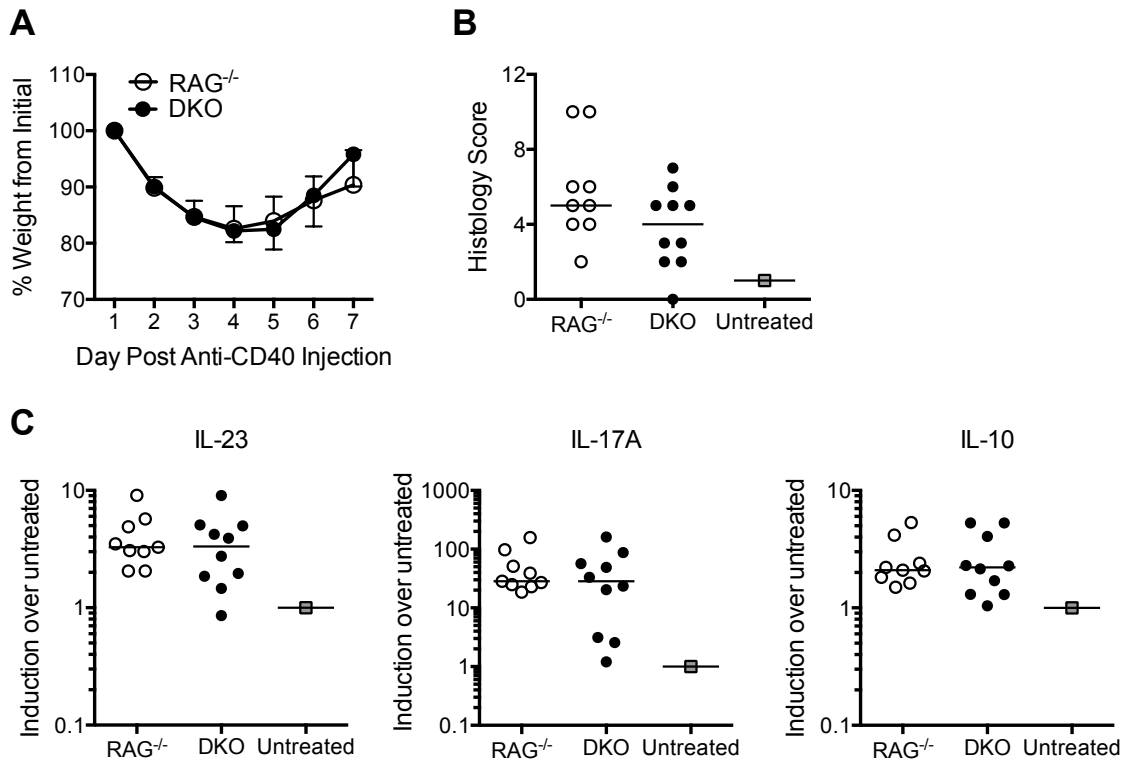 A
% Weight from Initial
110
100
90
80
70
RAG-/-
DKO
1 2 3 4 5 6 7
Day Post Anti-CD40 Injection
B
Histology Score
12
8
4
0
RAG-/- DKO Untreated
C
IL-23
Induction over untreated
10
1
0.1
RAG-/- DKO Untreated
IL-17A
Induction over untreated
1000
100
10
1
0.1
RAG-/- DKO Untreated
IL-10
Induction over untreated
10
1
0.1
RAG-/- DKO Untreated